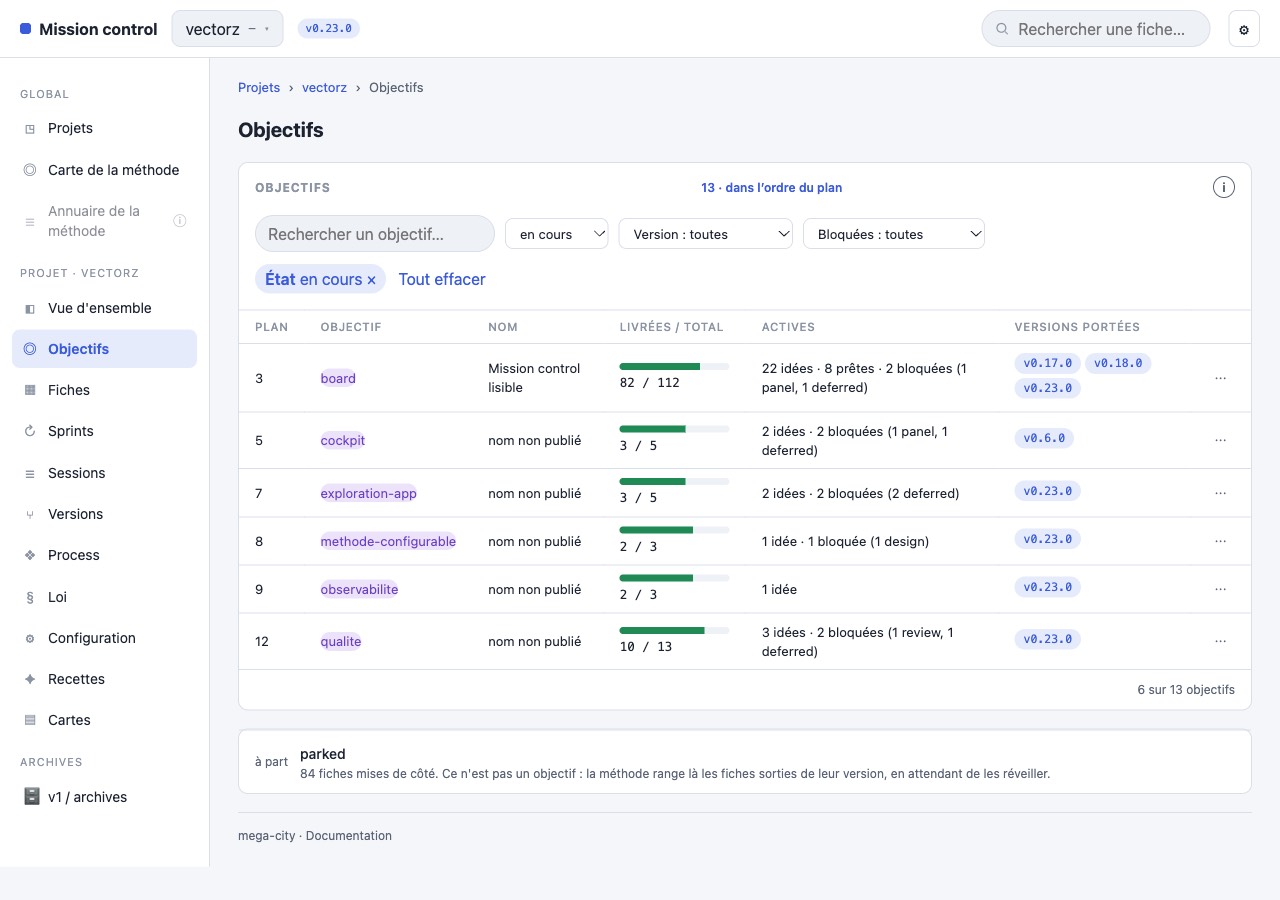 Mission control
vectorz –
v0.23.0
Rechercher une fiche...
GLOBAL
Projets
Carte de la méthode
Annuaire de la
méthode
PROJET · VECTORZ
Vue d'ensemble
Objectifs
Fiches
Sprints
Sessions
Versions
Process
§ Loi
Configuration
Recettes
Cartes
ARCHIVES
v1 / archives
Projets › vectorz › Objectifs
Objectifs
OBJECTIFS
13 · dans l'ordre du plan
i
Rechercher un objectif...
en cours
Version : toutes
Bloquées : toutes
État en cours ×
Tout effacer
PLAN OBJECTIF NOM LIVRÉES / TOTAL ACTIVES VERSIONS PORTÉES
3 board Mission control lisible 82 / 112 22 idées · 8 prêtes · 2 bloquées (1 panel, 1 deferred) v0.17.0 v0.18.0 v0.23.0 ...
5 cockpit nom non publié 3 / 5 2 idées · 2 bloquées (1 panel, 1 deferred) v0.6.0 ...
7 exploration-app nom non publié 3 / 5 2 idées · 2 bloquées (2 deferred) v0.23.0 ...
8 methode-configurable nom non publié 2 / 3 1 idée · 1 bloquée (1 design) v0.23.0 ...
9 observabilite nom non publié 2 / 3 1 idée v0.23.0 ...
12 qualite nom non publié 10 / 13 3 idées · 2 bloquées (1 review, 1 deferred) v0.23.0 ...
6 sur 13 objectifs
à part
parked
84 fiches mises de côté. Ce n'est pas un objectif : la méthode range là les fiches sorties de leur version, en attendant de les réveiller.
mega-city · Documentation